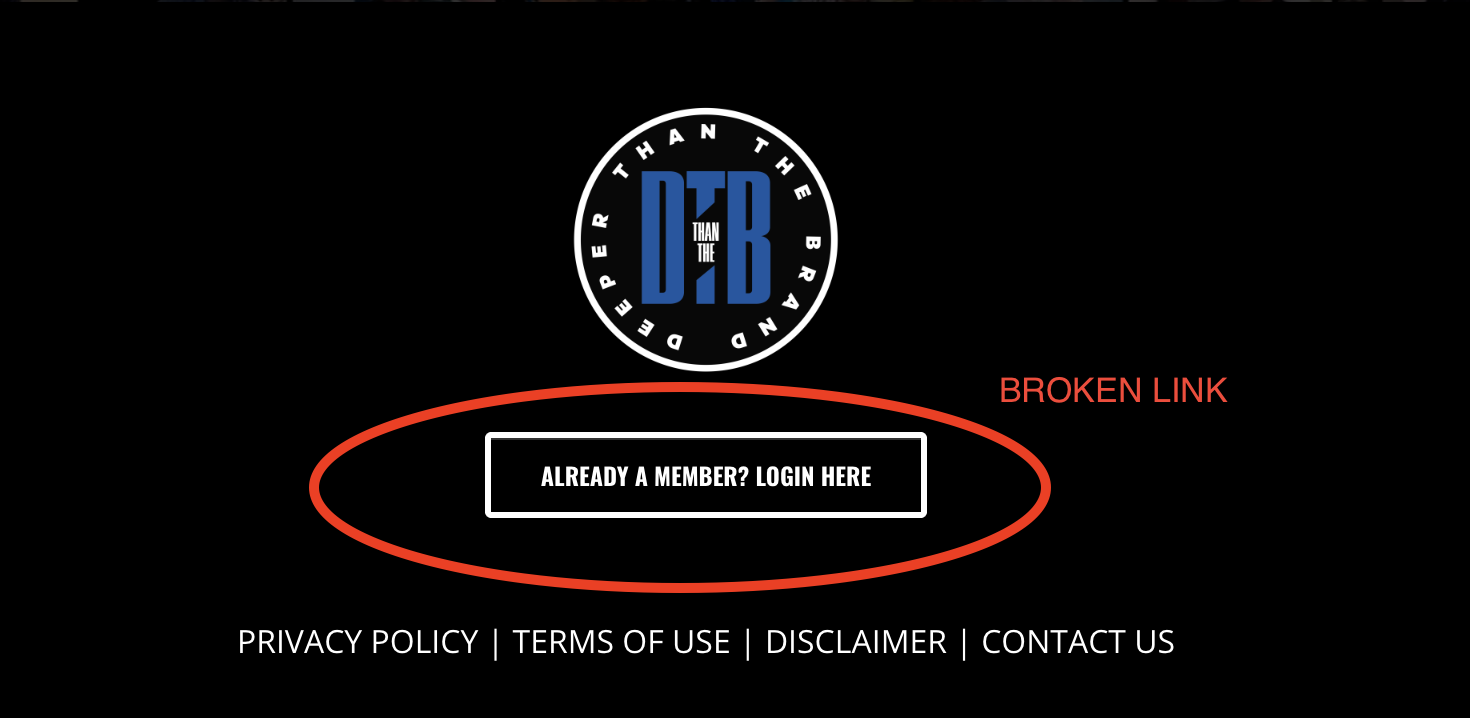 DEEPER THAN THE BRAND
DTB
THAN
THE
BROKEN LINK
ALREADY A MEMBER? LOGIN HERE
PRIVACY POLICY | TERMS OF USE | DISCLAIMER | CONTACT US